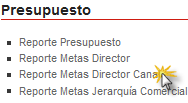 Presupuesto
Reporte Presupuesto
Reporte Metas Director
Reporte Metas Director Canal
Reporte Metas Jerarquía Comercial